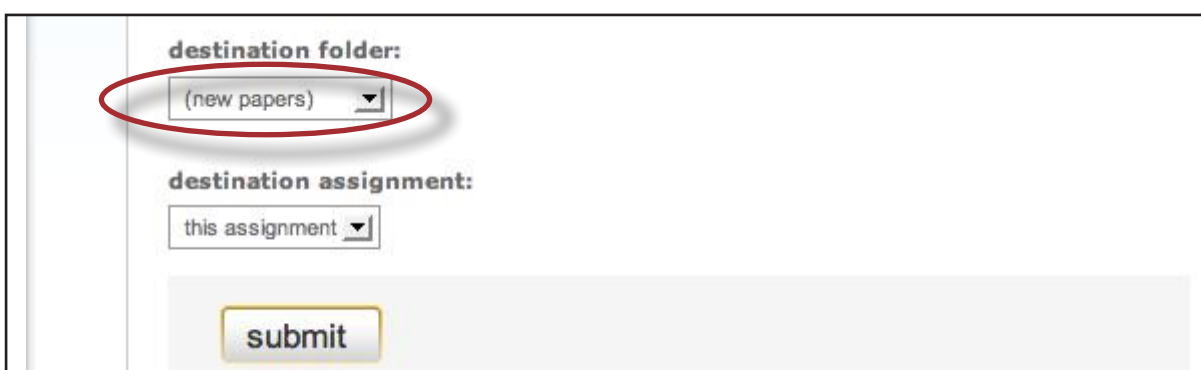 destination folder:
(new papers)
destination assignment:
this assignment
submit